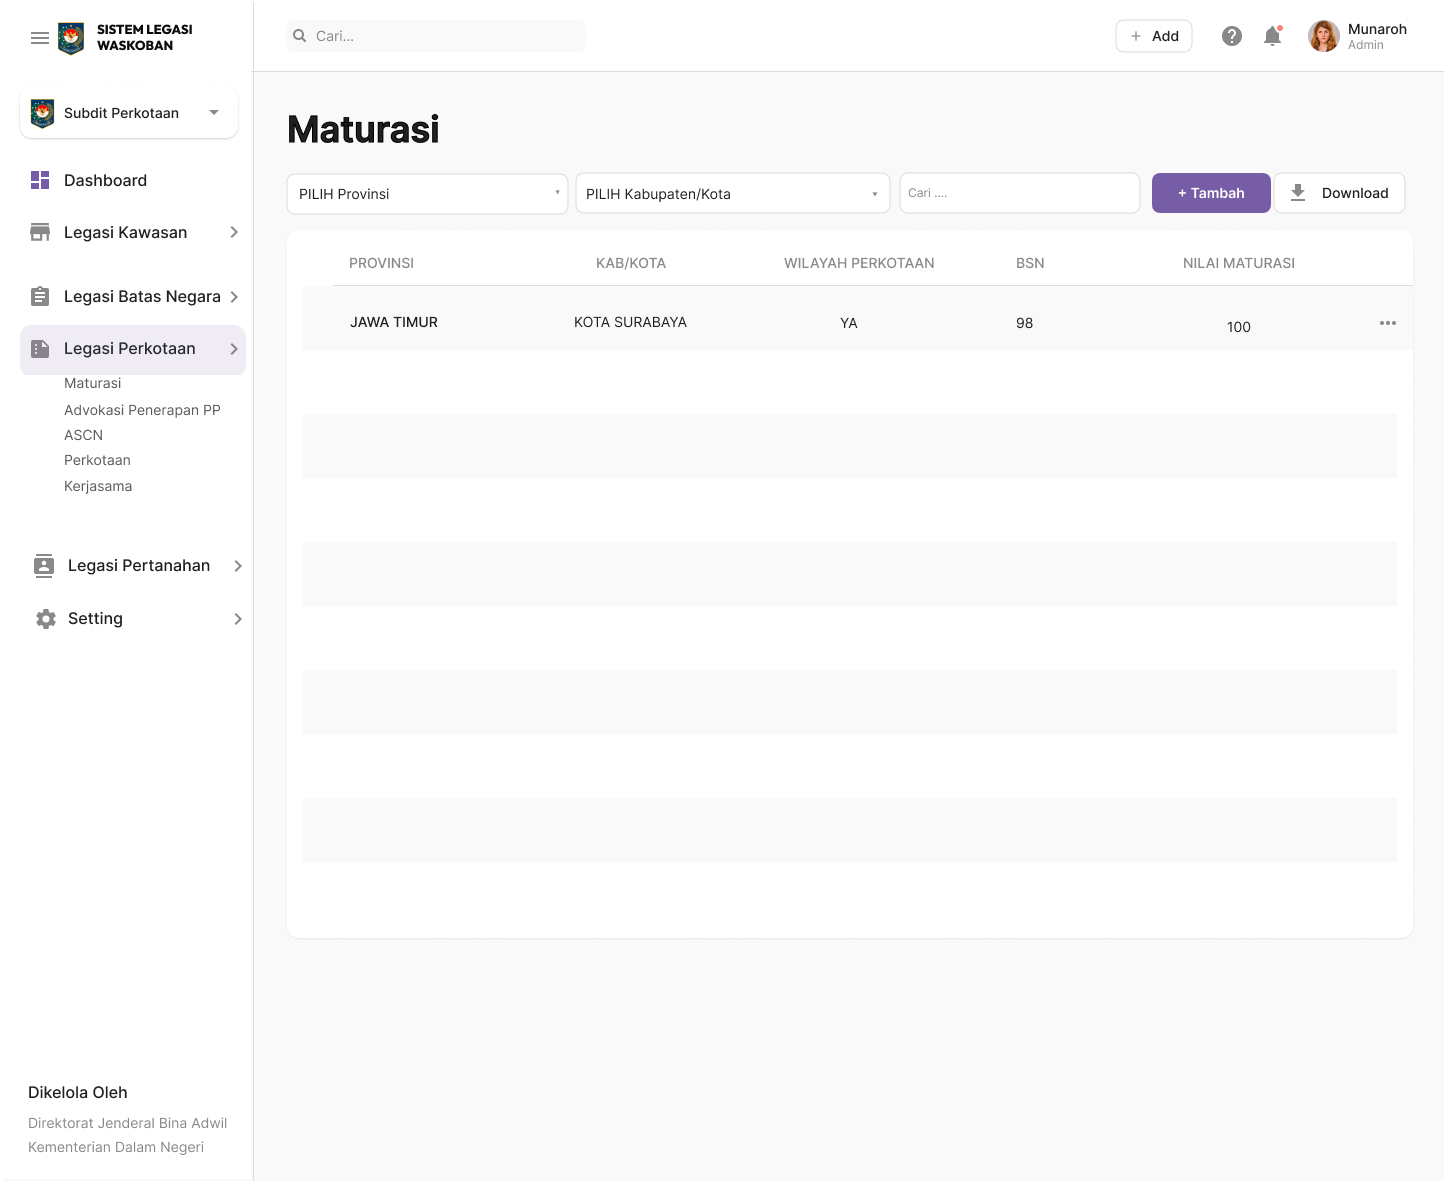 SISTEM LEGASI
WASKOBAN
Cari...
+ Add
Munaroh
Admin
Subdit Perkotaan
Dashboard
Legasi Kawasan
Legasi Batas Negara
Legasi Perkotaan
Maturasi
Advokasi Penerapan PP
ASCN
Perkotaan
Kerjasama
Legasi Pertanahan
Setting
Dikelola Oleh
Direktorat Jenderal Bina Adwil
Kementerian Dalam Negeri
Maturasi
PILIH Provinsi
PILIH Kabupaten/Kota
Cari ....
+ Tambah
Download
PROVINSI KAB/KOTA WILAYAH PERKOTAAN BSN NILAI MATURASI
JAWA TIMUR KOTA SURABAYA YA 98 100